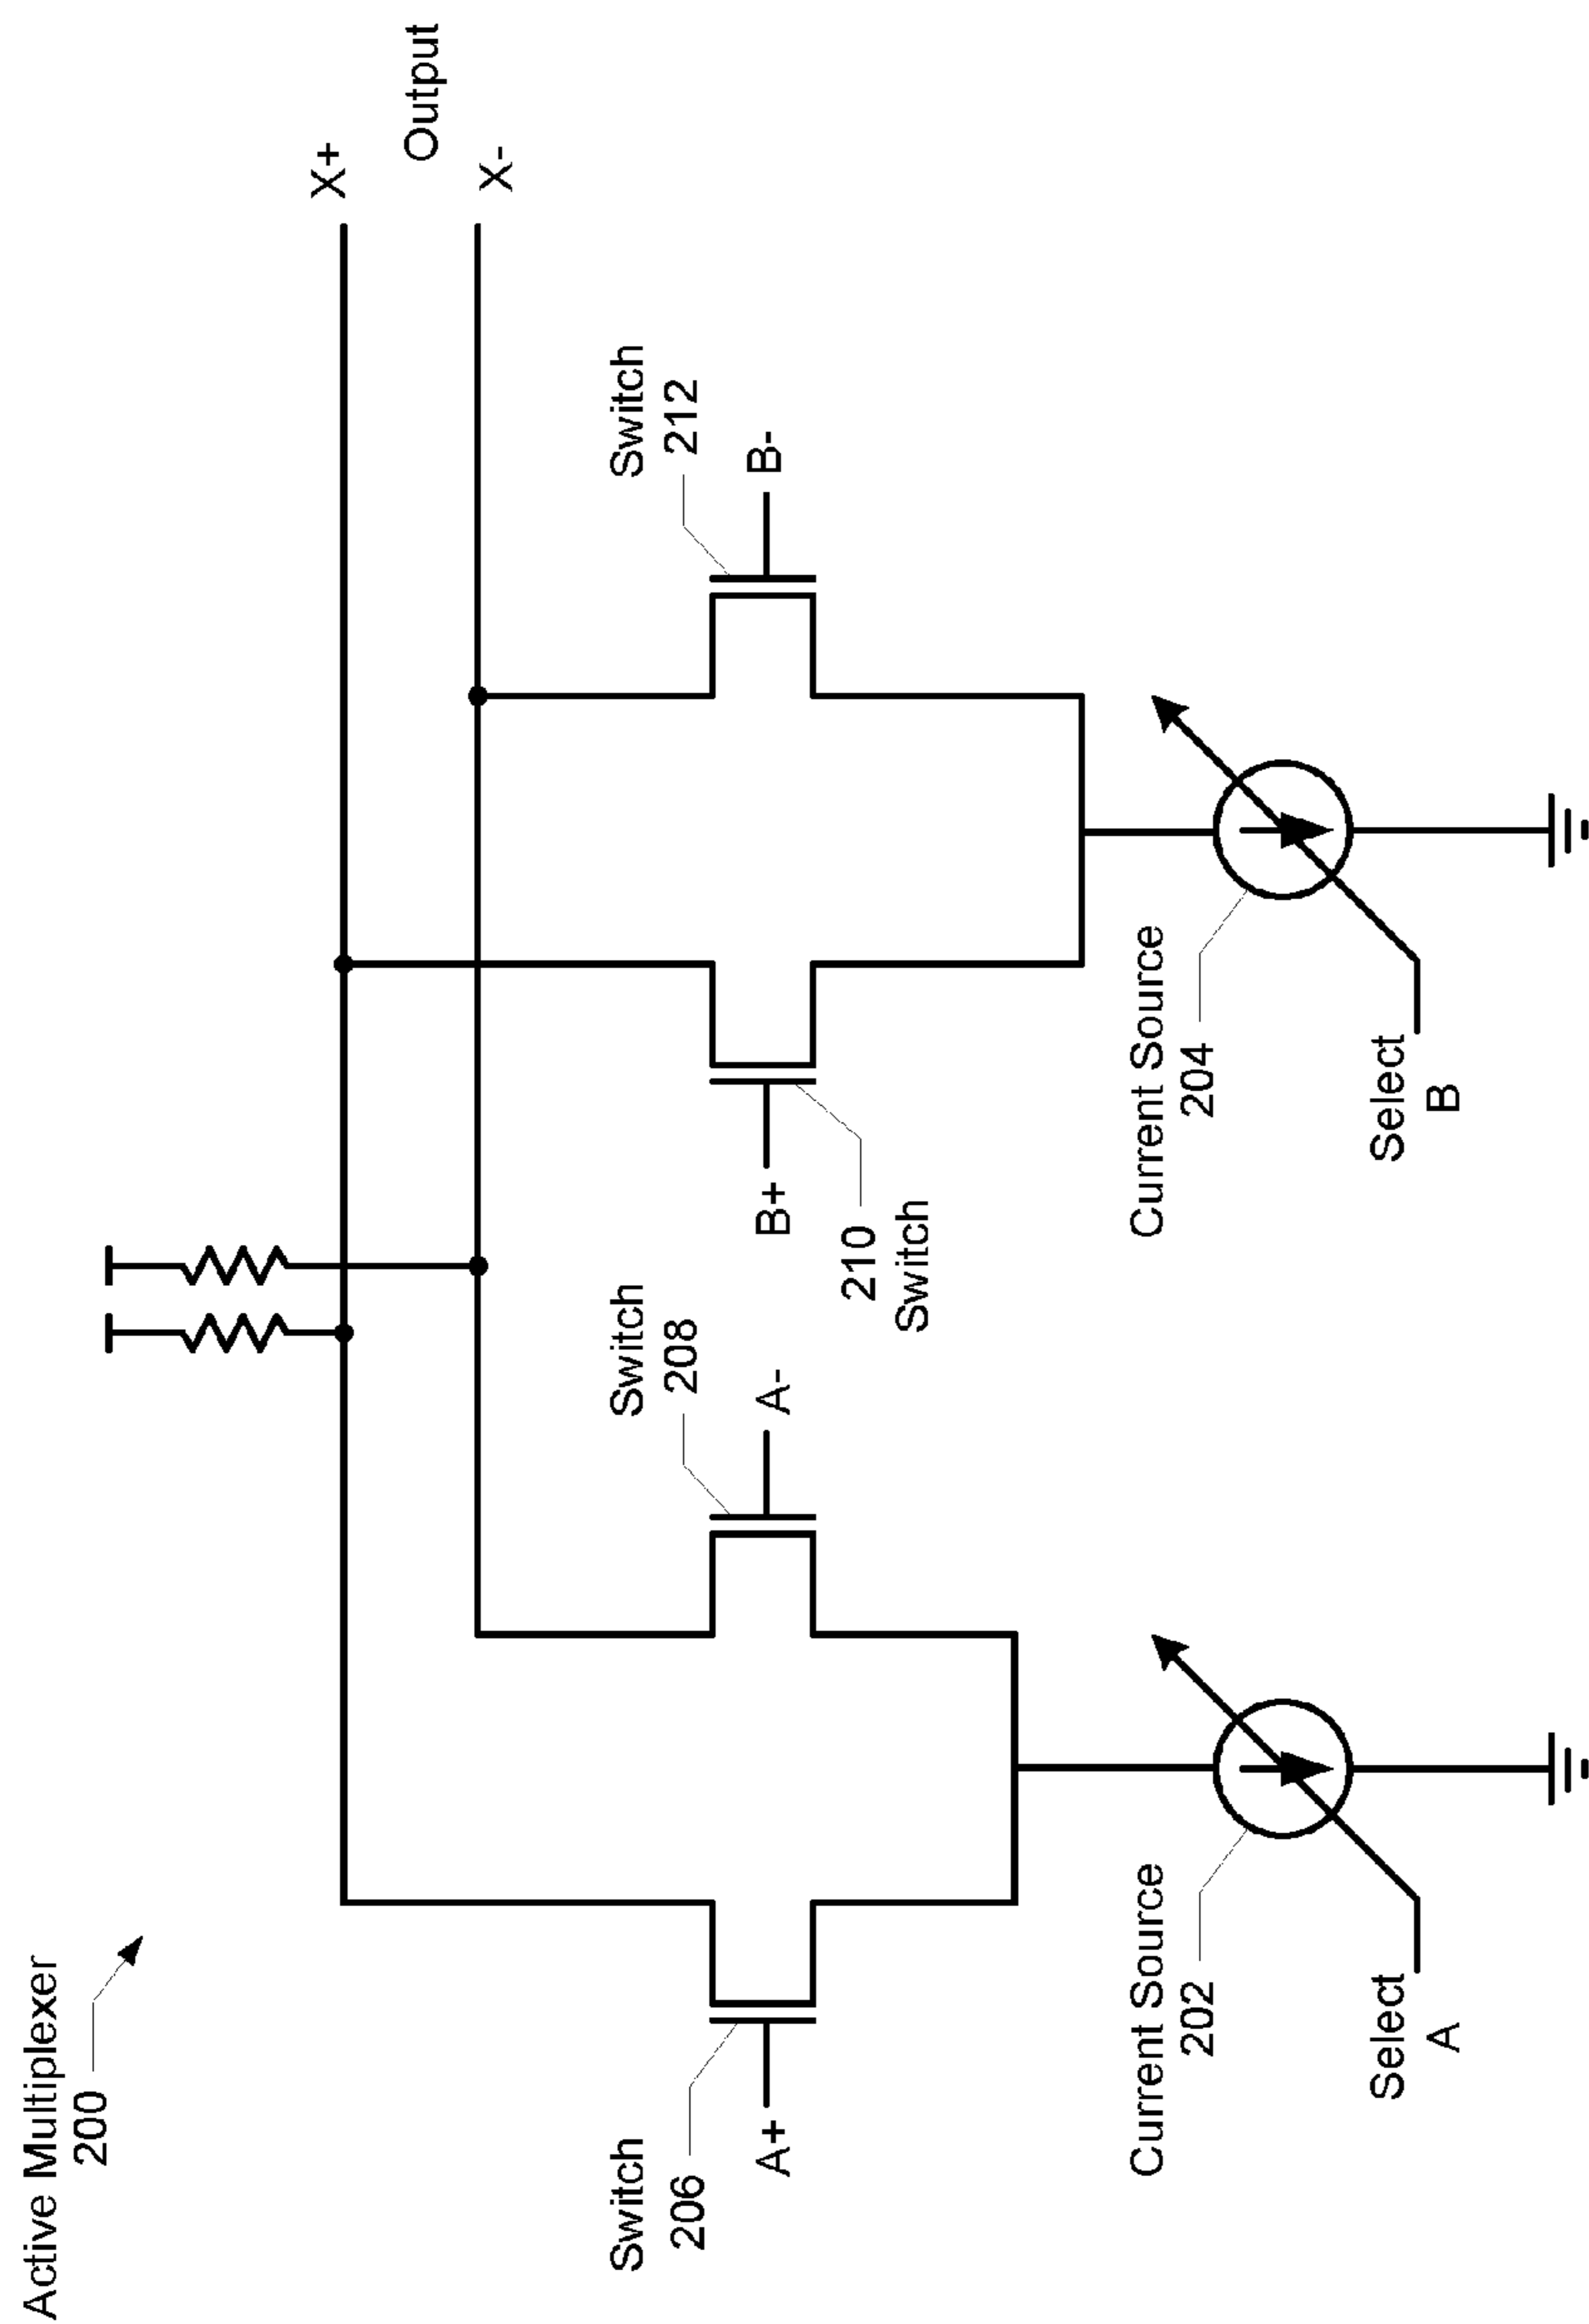 Active Multiplexer
200
X+
Output
X-
Switch
206
A+
Switch
208
A-
B+
210
Switch
Switch
212
B-
Current Source
202
Select
A
Current Source
204
Select
B